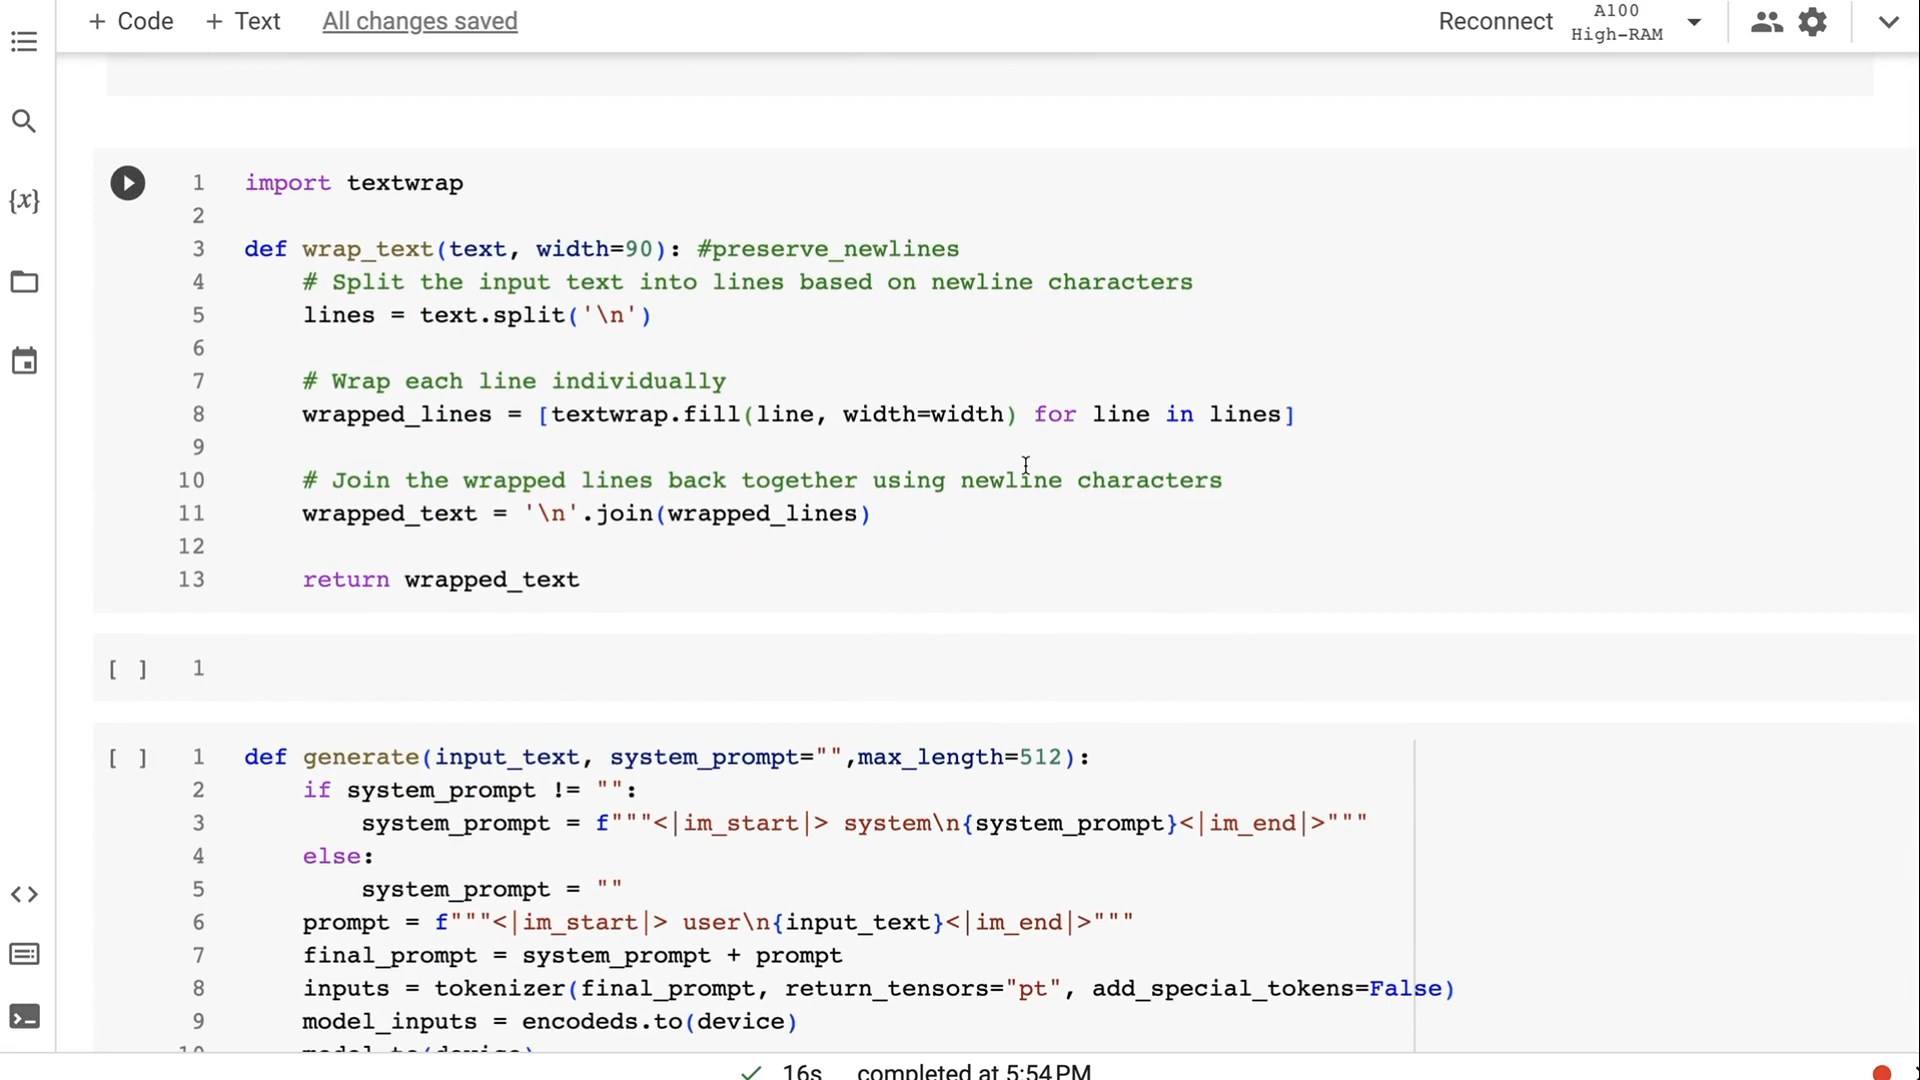 + Code + Text All changes saved Reconnect A100 High-RAM
{x}
1 import textwrap
2
3 def wrap_text(text, width=90): #preserve_newlines
4     # Split the input text into lines based on newline characters
5     lines = text.split('\n')
6
7     # Wrap each line individually
8     wrapped_lines = [textwrap.fill(line, width=width) for line in lines]
9
10     # Join the wrapped lines back together using newline characters
11     wrapped_text = '\n'.join(wrapped_lines)
12
13     return wrapped_text
[ ] 1
[ ] 1 def generate(input_text, system_prompt="",max_length=512):
2     if system_prompt != "":
3         system_prompt = f"""<|im_start|> system\n{system_prompt}<|im_end|>"""
4     else:
5         system_prompt = ""
6     prompt = f"""<|im_start|> user\n{input_text}<|im_end|>"""
7     final_prompt = system_prompt + prompt
8     inputs = tokenizer(final_prompt, return_tensors="pt", add_special_tokens=False)
9     model_inputs = encodeds.to(device)
10     model.to(device)
✓ 16s completed at 5:54 PM